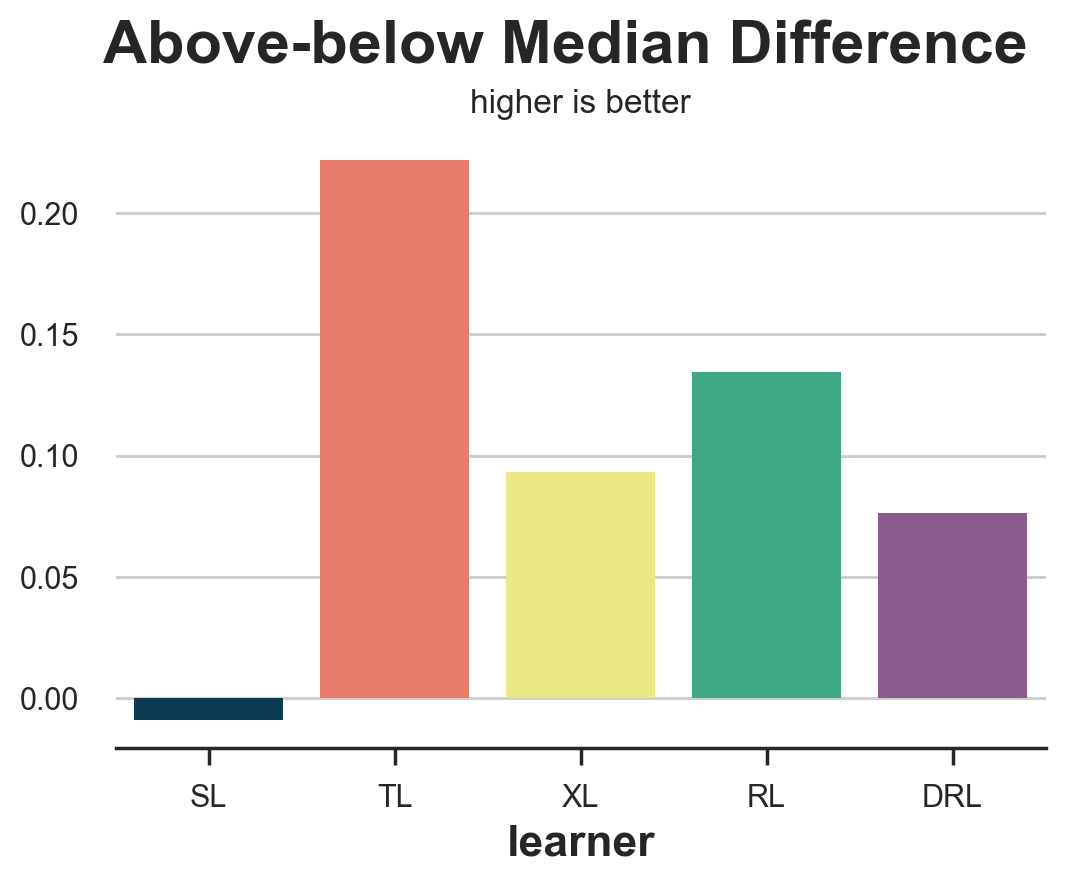 Above-below Median Difference
higher is better
0.20
0.15
0.10
0.05
0.00
SL TL XL RL DRL
learner